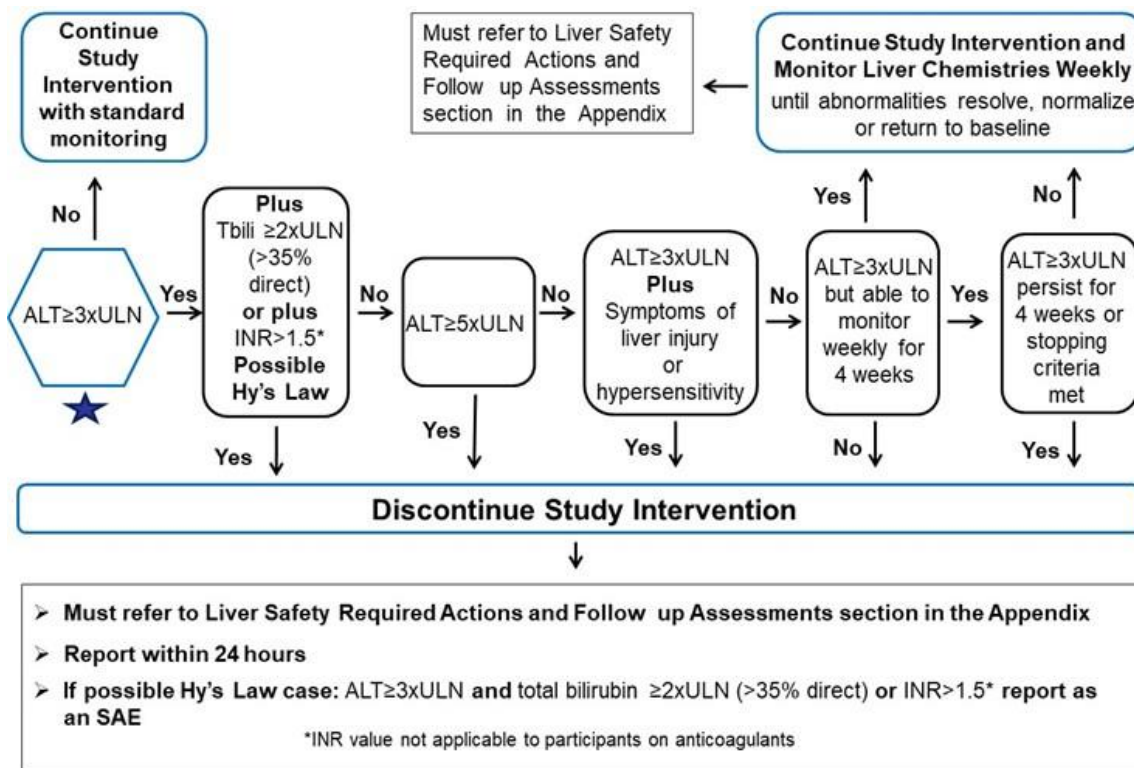 Continue
Study
Intervention
with standard
monitoring
Must refer to Liver Safety
Required Actions and
Follow up Assessments
section in the Appendix
Continue Study Intervention and
Monitor Liver Chemistries Weekly
until abnormalities resolve, normalize
or return to baseline
No
Yes
No
ALT≥3xULN
Yes
Plus
Tbili ≥2xULN
(>35%
direct)
or plus
INR>1.5*
Possible
Hy's Law
No
ALT≥5xULN
No
ALT≥3xULN
Plus
Symptoms of
liver injury
or
hypersensitivity
No
ALT≥3xULN
but able to
monitor
weekly for
4 weeks
Yes
ALT≥3xULN
persist for
4 weeks or
stopping
criteria
met
Yes
Yes
Yes
No
Yes
Discontinue Study Intervention
➢ Must refer to Liver Safety Required Actions and Follow up Assessments section in the Appendix
➢ Report within 24 hours
➢ If possible Hy's Law case: ALT≥3xULN and total bilirubin ≥2xULN (>35% direct) or INR>1.5* report as
an SAE
*INR value not applicable to participants on anticoagulants